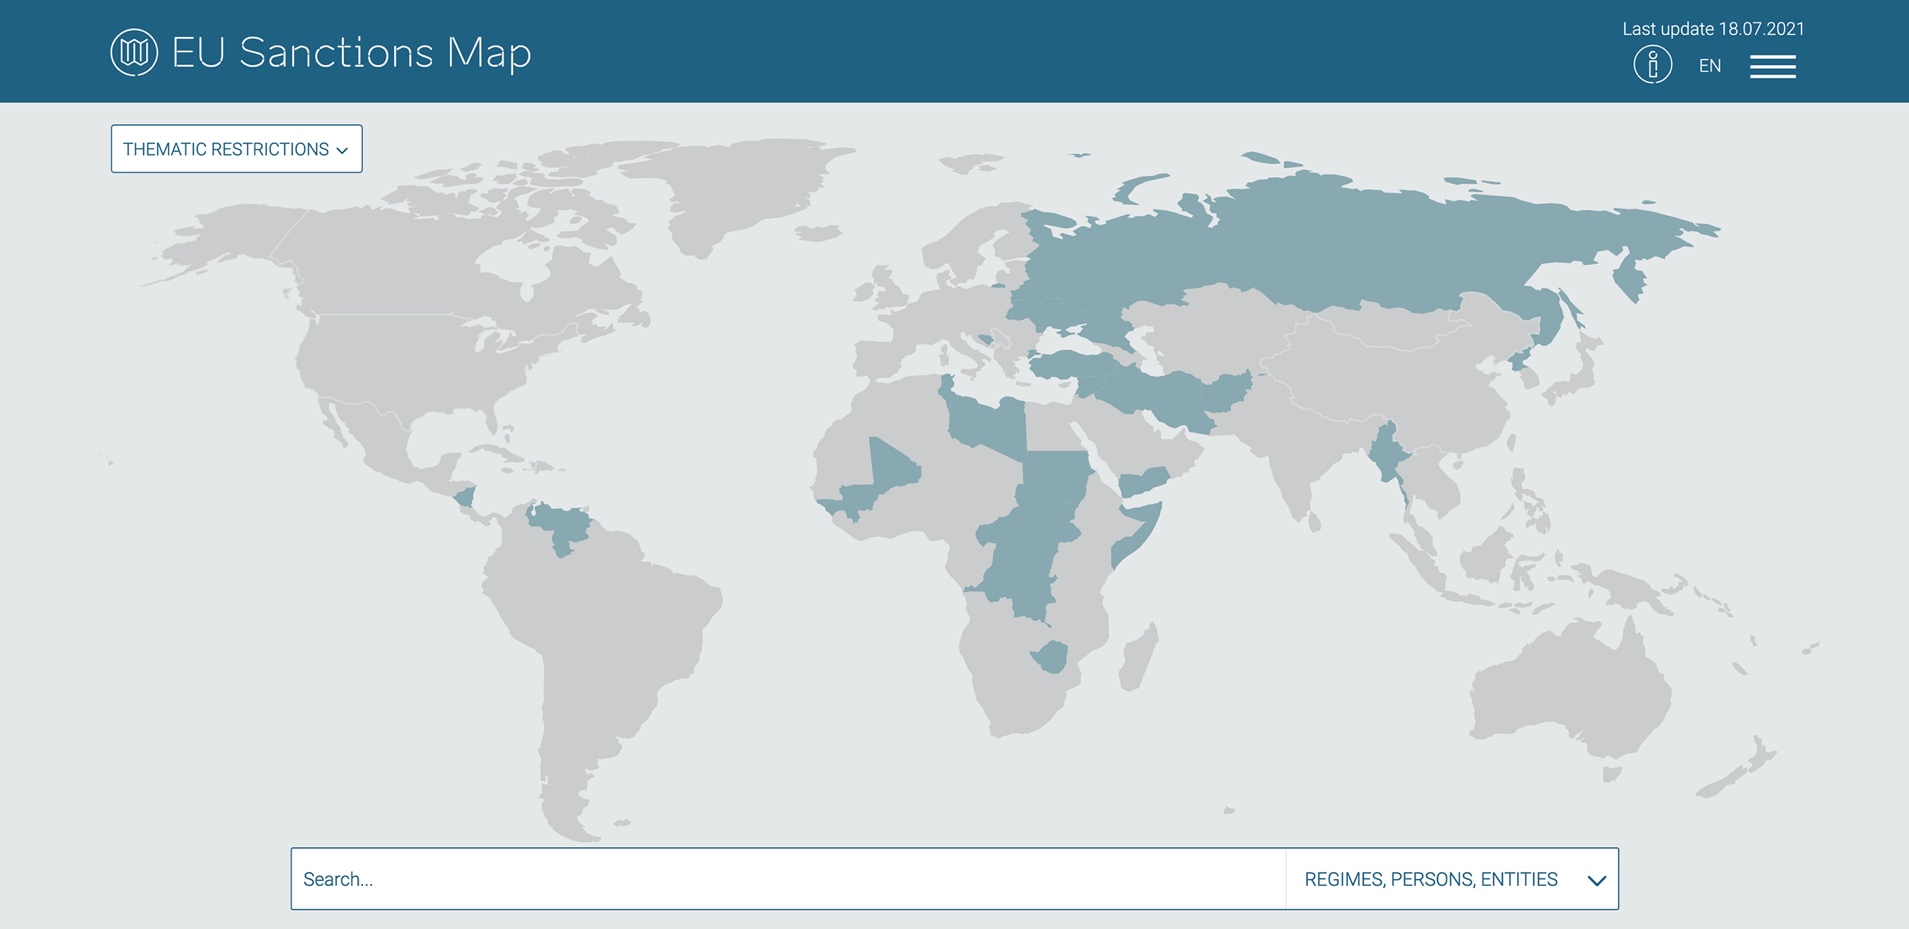 EU Sanctions Map
Last update 18.07.2021
EN
THEMATIC RESTRICTIONS
Search...
REGIMES, PERSONS, ENTITIES